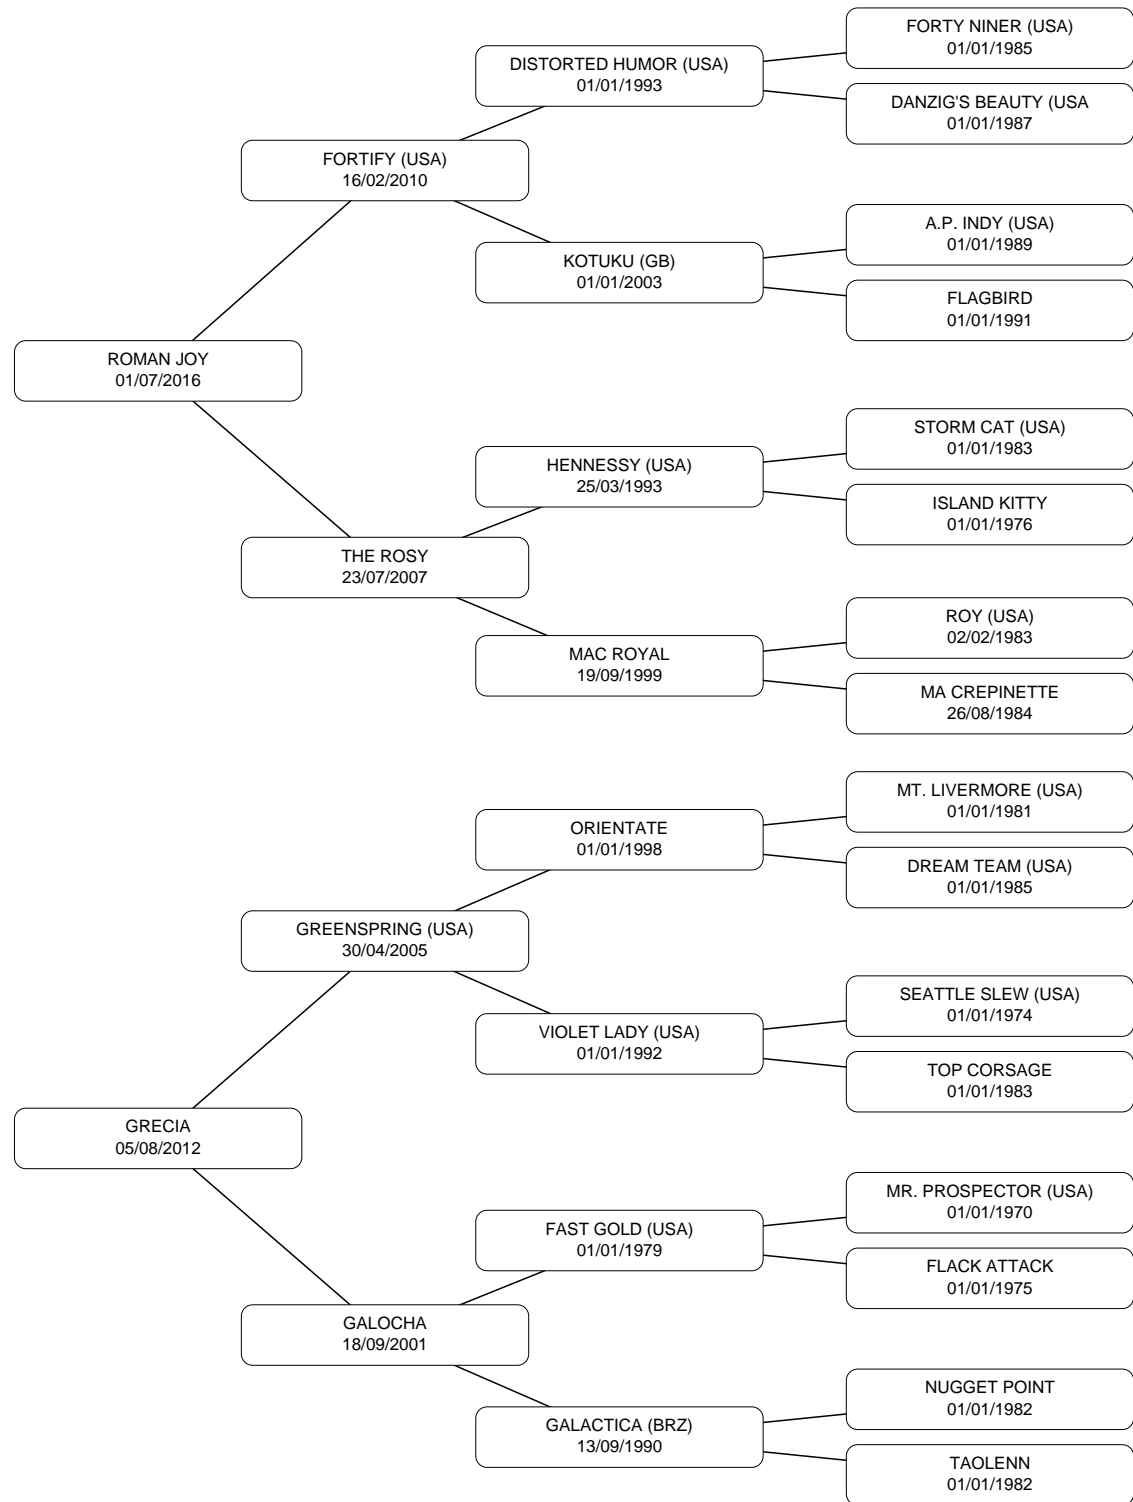 FORTY NINER (USA)
01/01/1985
DISTORTED HUMOR (USA)
01/01/1993
DANZIG'S BEAUTY (USA
01/01/1987
FORTIFY (USA)
16/02/2010
A.P. INDY (USA)
01/01/1989
KOTUKU (GB)
01/01/2003
FLAGBIRD
01/01/1991
ROMAN JOY
01/07/2016
STORM CAT (USA)
01/01/1983
HENNESSY (USA)
25/03/1993
ISLAND KITTY
01/01/1976
THE ROSY
23/07/2007
ROY (USA)
02/02/1983
MAC ROYAL
19/09/1999
MA CREPINETTE
26/08/1984
MT. LIVERMORE (USA)
01/01/1981
ORIENTATE
01/01/1998
DREAM TEAM (USA)
01/01/1985
GREENSPRING (USA)
30/04/2005
SEATTLE SLEW (USA)
01/01/1974
VIOLET LADY (USA)
01/01/1992
TOP CORSAGE
01/01/1983
GRECIA
05/08/2012
MR. PROSPECTOR (USA)
01/01/1970
FAST GOLD (USA)
01/01/1979
FLACK ATTACK
01/01/1975
GALOCHA
18/09/2001
NUGGET POINT
01/01/1982
GALACTICA (BRZ)
13/09/1990
TAOLENN
01/01/1982